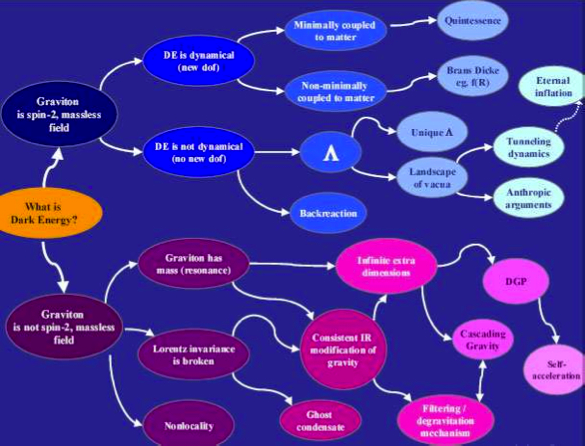 Minimally coupled
to matter
Quintessence
DE is dynamical
(new dof)
Non-minimally
coupled to matter
Brans Dicke
eg. f(R)
Eternal
inflation
Graviton
is spin-2, massless
field
DE is not dynamical
(no new dof)
Λ
Unique Λ
Landscape
of vacua
Tunneling
dynamics
Anthropic
arguments
Backreaction
What is
Dark Energy?
Graviton has
mass (resonance)
Infinite extra
dimensions
DGP
Graviton
is not spin-2, massless
field
Lorentz invariance
is broken
Consistent IR
modification of
gravity
Cascading
Gravity
Self-
acceleration
Nonlocality
Ghost
condensate
Filtering /
degravitation
mechanism